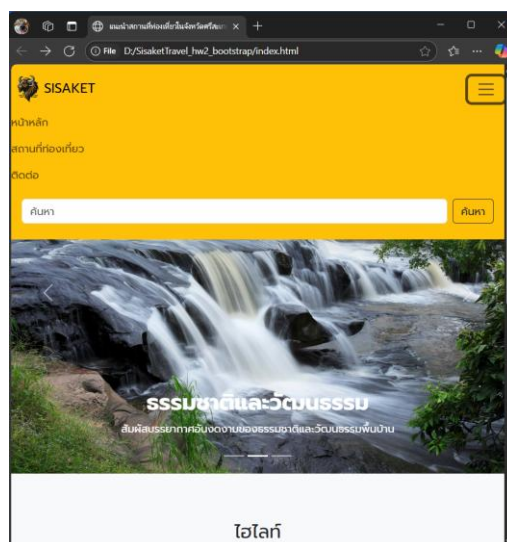 แนะนำสถานที่ท่องเที่ยวในจังหวัดศรีสะเกษ
File D:/SisaketTravel_hw2_bootstrap/index.html
SISAKET
หน้าหลัก
สถานที่ท่องเที่ยว
ติดต่อ
ค้นหา ค้นหา
ธรรมชาติและวัฒนธรรม
สัมผัสบรรยากาศอันงดงามของธรรมชาติและวัฒนธรรมพื้นบ้าน
ไฮไลท์